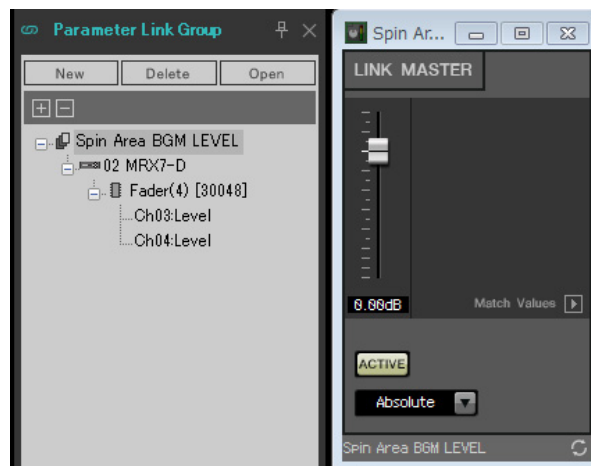 Parameter Link Group
New Delete Open
Spin Area BGM LEVEL
02 MRX7-D
Fader(4) [30048]
Ch03:Level
Ch04:Level
Spin Ar...
LINK MASTER
0.00dB
Match Values
ACTIVE
Absolute
Spin Area BGM LEVEL